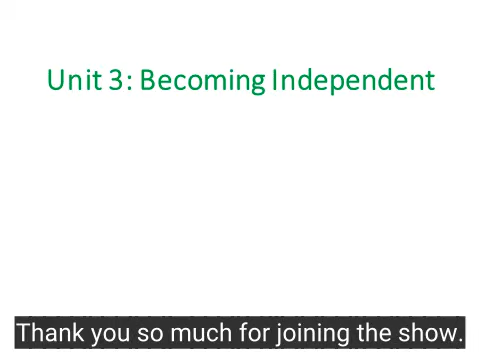 Unit 3: Becoming Independent
Thank you so much for joining the show.